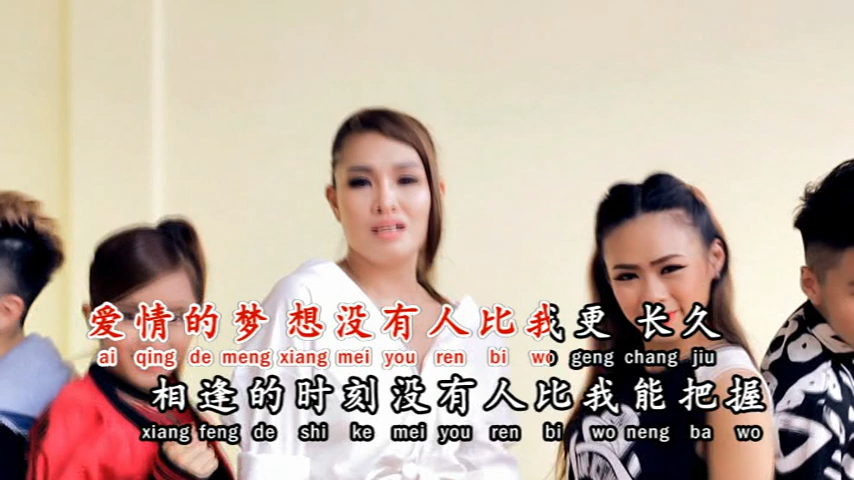 爱情的梦想没有人比我更 长久
ai qing de meng xiang mei you ren bi wo geng chang jiu
相逢的时刻没有人比我能把握
xiang feng de shi ke mei you ren bi wo neng ba wo